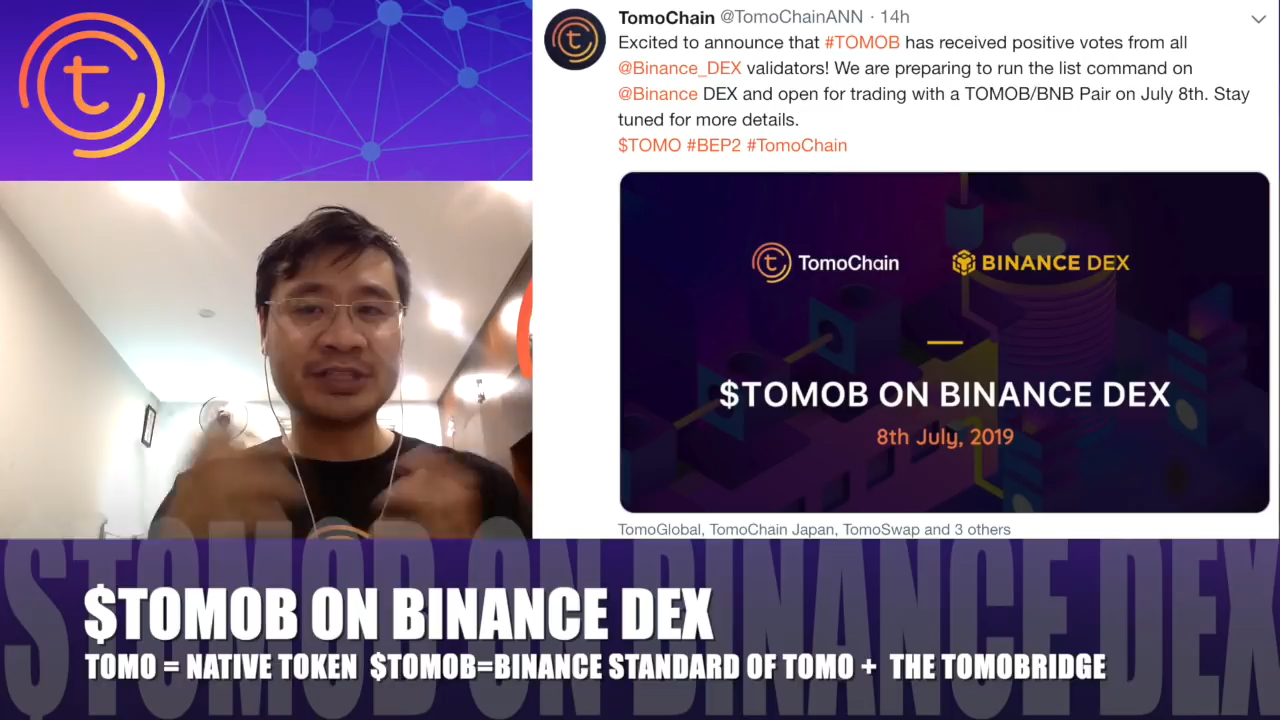 TomoChain @TomoChainANN · 14h
Excited to announce that #TOMOB has received positive votes from all
@Binance_DEX validators! We are preparing to run the list command on
@Binance DEX and open for trading with a TOMOB/BNB Pair on July 8th. Stay
tuned for more details.
$TOMO #BEP2 #TomoChain
TomoChain
BINANCE DEX
$TOMOB ON BINANCE DEX
8th July, 2019
TomoGlobal, TomoChain Japan, TomoSwap and 3 others
$TOMOB ON BINANCE DEX
$TOMOB ON BINANCE DEX
TOMO = NATIVE TOKEN $TOMOB=BINANCE STANDARD OF TOMO + THE TOMOBRIDGE